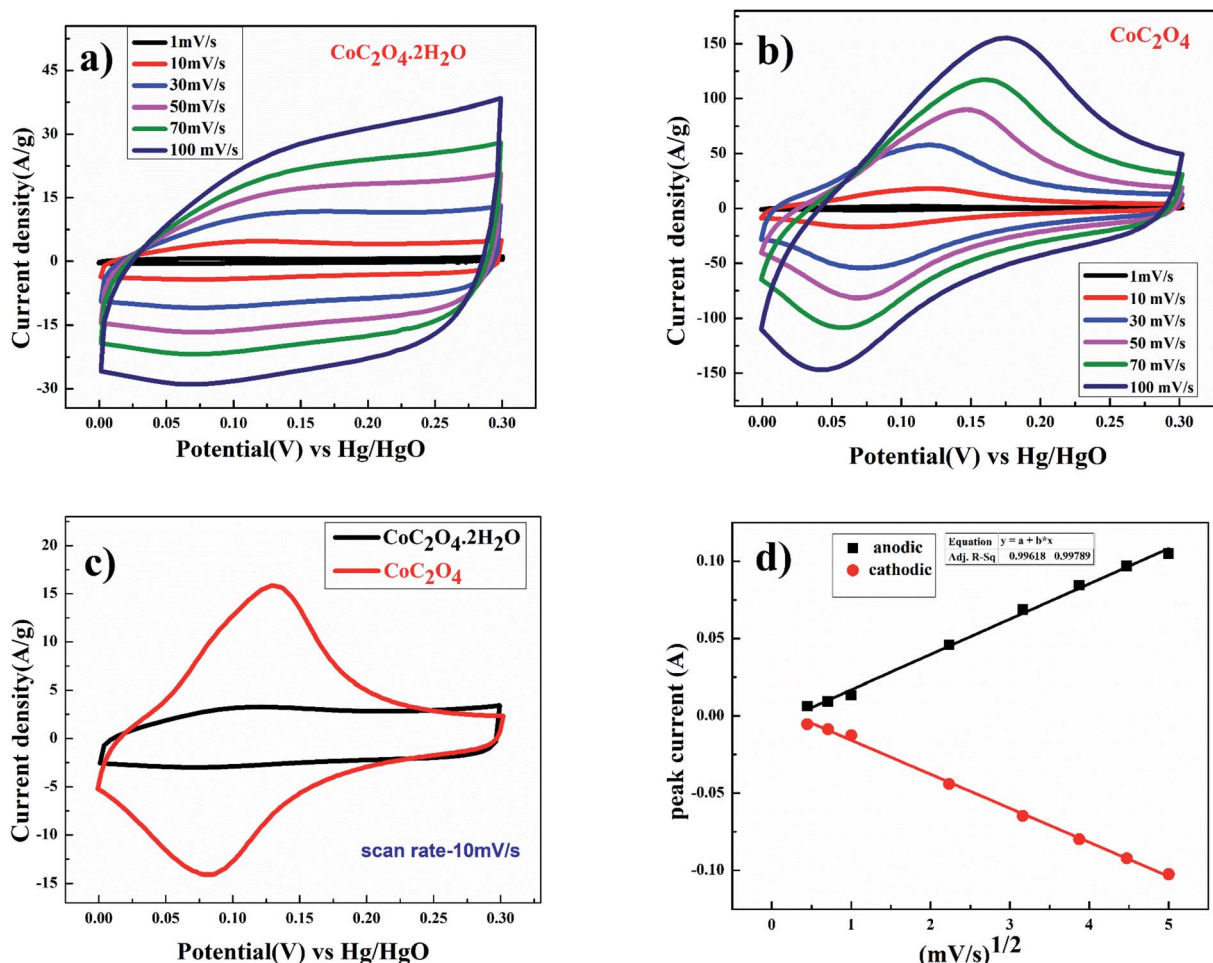 a)
CoC2O4.2H2O
1mV/s
10mV/s
30mV/s
50mV/s
70mV/s
100 mV/s
45
30
15
0
-15
-30
Current density(A/g)
0.00 0.05 0.10 0.15 0.20 0.25 0.30
Potential(V) vs Hg/HgO
b)
CoC2O4
150
100
50
0
-50
-100
-150
Current density(A/g)
1mV/s
10 mV/s
30 mV/s
50 mV/s
70 mV/s
100 mV/s
0.00 0.05 0.10 0.15 0.20 0.25 0.30
Potential(V) vs Hg/HgO
c)
CoC2O4.2H2O
CoC2O4
20
15
10
5
0
-5
-10
-15
Current density(A/g)
scan rate-10mV/s
0.00 0.05 0.10 0.15 0.20 0.25 0.30
Potential(V) vs Hg/HgO
d)
anodic
cathodic
Equation y = a + b*x
Adj. R-Sq 0.99618 0.99789
0.10
0.05
0.00
-0.05
-0.10
peak current (A)
0 1 2 3 4 5
(mV/s)1/2